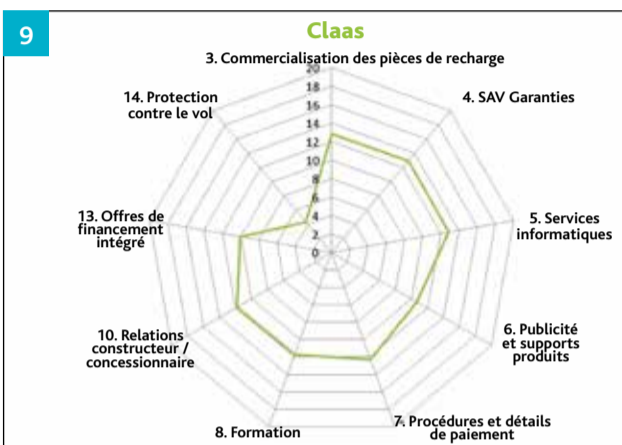 9
Claas
3. Commercialisation des pièces de recharge
20
18
16
14
12
10
8
6
4
2
0
4. SAV Garanties
5. Services
informatiques
6. Publicité
et supports
produits
7. Procédures et détails
de paiement
8. Formation
10. Relations
constructeur /
concessionnaire
13. Offres de
financement
intégré
14. Protection
contre le vol